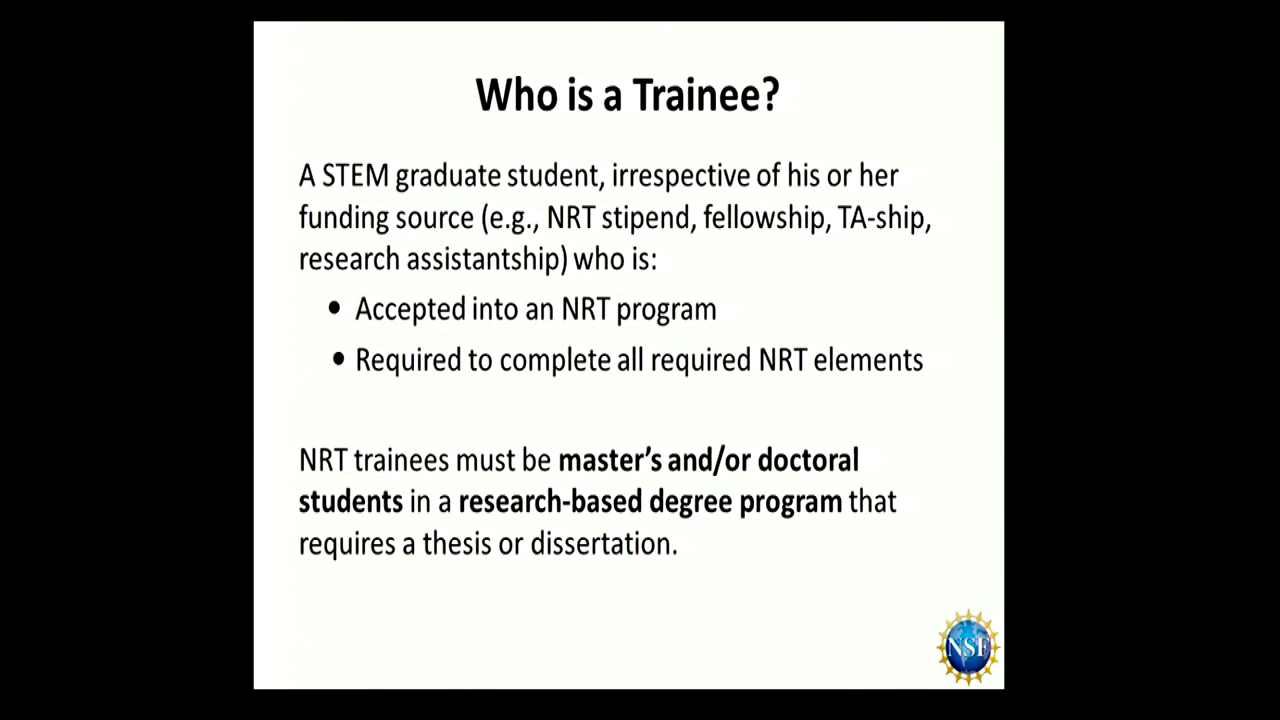 Who is a Trainee?
A STEM graduate student, irrespective of his or her
funding source (e.g., NRT stipend, fellowship, TA-ship,
research assistantship) who is:
• Accepted into an NRT program
• Required to complete all required NRT elements
NRT trainees must be master's and/or doctoral
students in a research-based degree program that
requires a thesis or dissertation.
NSF